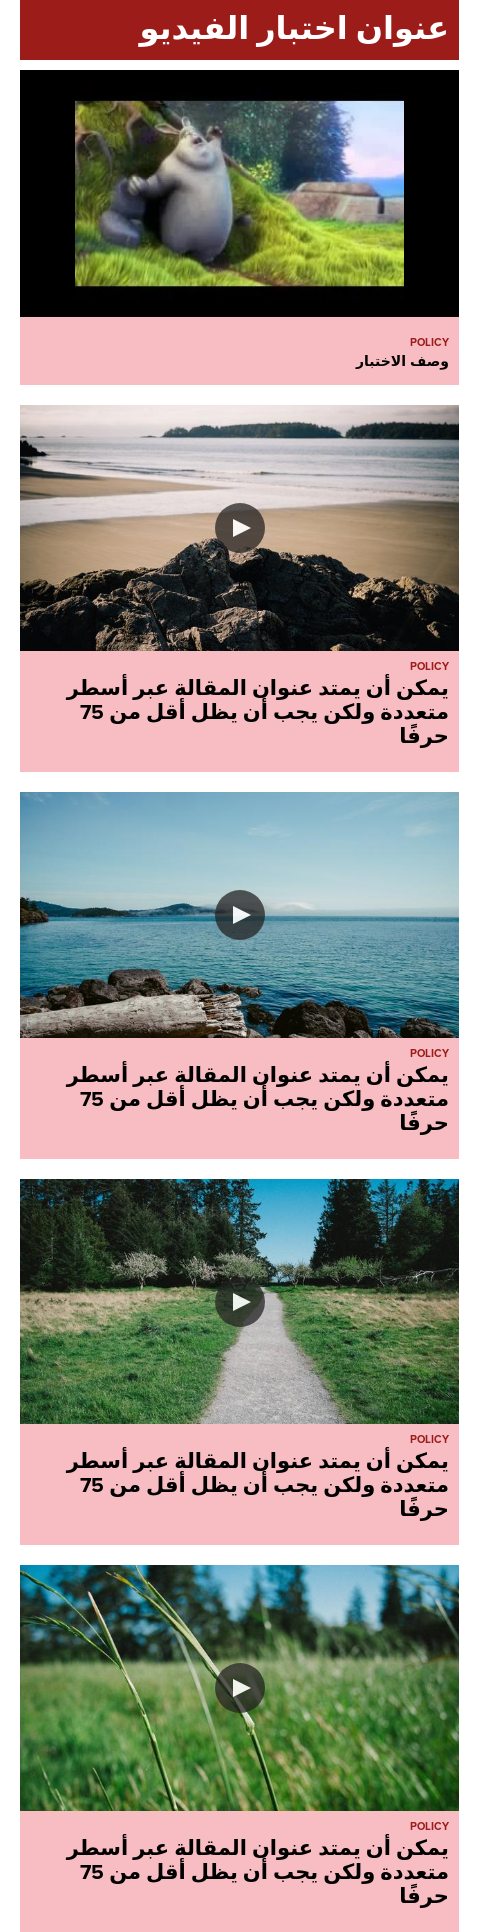 عنوان اختبار الفيديو
POLICY
وصف الاختبار
POLICY
يمكن أن يمتد عنوان المقالة عبر أسطر
متعددة ولكن يجب أن يظل أقل من 75
حرفًا
POLICY
يمكن أن يمتد عنوان المقالة عبر أسطر
متعددة ولكن يجب أن يظل أقل من 75
حرفًا
POLICY
يمكن أن يمتد عنوان المقالة عبر أسطر
متعددة ولكن يجب أن يظل أقل من 75
حرفًا
POLICY
يمكن أن يمتد عنوان المقالة عبر أسطر
متعددة ولكن يجب أن يظل أقل من 75
حرفًا